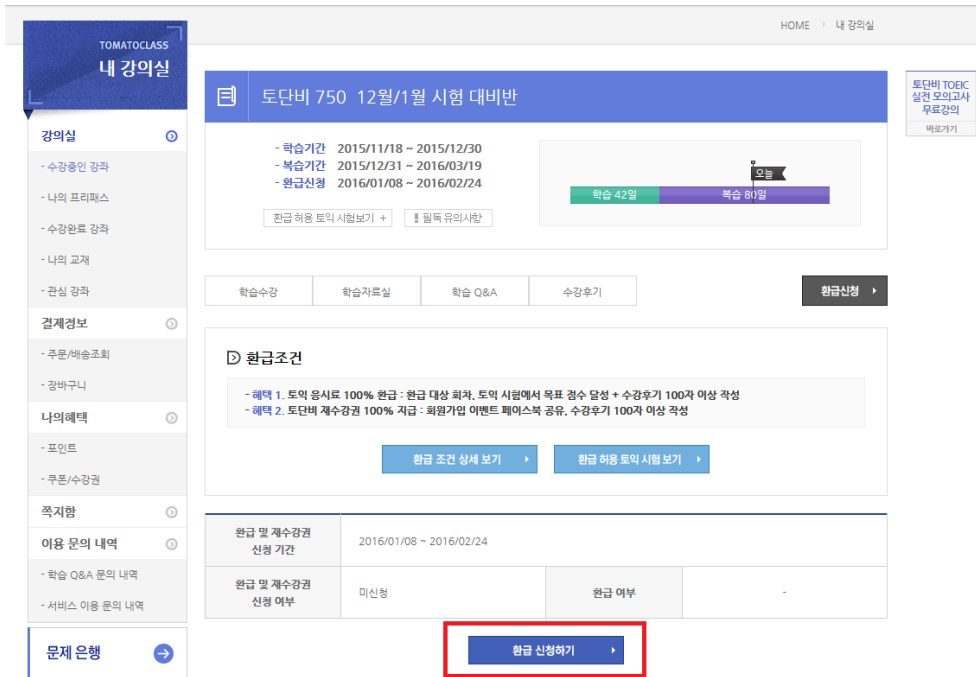 HOME 내 강의실
TOMATOCLASS
내 강의실
강의실
- 수강중인 강좌
- 나의 프리패스
- 수강완료 강좌
- 나의 교재
- 관심 강좌
결제정보
- 주문/배송조회
- 장바구니
나의혜택
- 포인트
- 쿠폰/수강권
쪽지함
이용 문의 내역
- 학습 Q&A 문의 내역
- 서비스 이용 문의 내역
문제 은행
토단비 750 12월/1월 시험 대비반
- 학습기간 2015/11/18 ~ 2015/12/30
- 복습기간 2015/12/31 ~ 2016/03/19
- 환급신청 2016/01/08 ~ 2016/02/24
환급 허용 토익 시험보기 +
필독 유의사항
오늘
학습 42일
복습 80일
학습수강
학습자료실
학습 Q&A
수강후기
환급신청
환급조건
- 혜택 1. 토익 응시료 100% 환급 : 환급 대상 회차, 토익 시험에서 목표 점수 달성 + 수강후기 100자 이상 작성
- 혜택 2. 토단비 재수강권 100% 지급 : 회원가입 이벤트 페이스북 공유, 수강후기 100자 이상 작성
환급 조건 상세 보기
환급 허용 토익 시험 보기
환급 및 재수강권
신청 기간
2016/01/08 ~ 2016/02/24
환급 및 재수강권
신청 여부
미신청
환급 여부
-
환급 신청하기
토단비 TOEIC
실전 모의고사
무료강의
바로가기